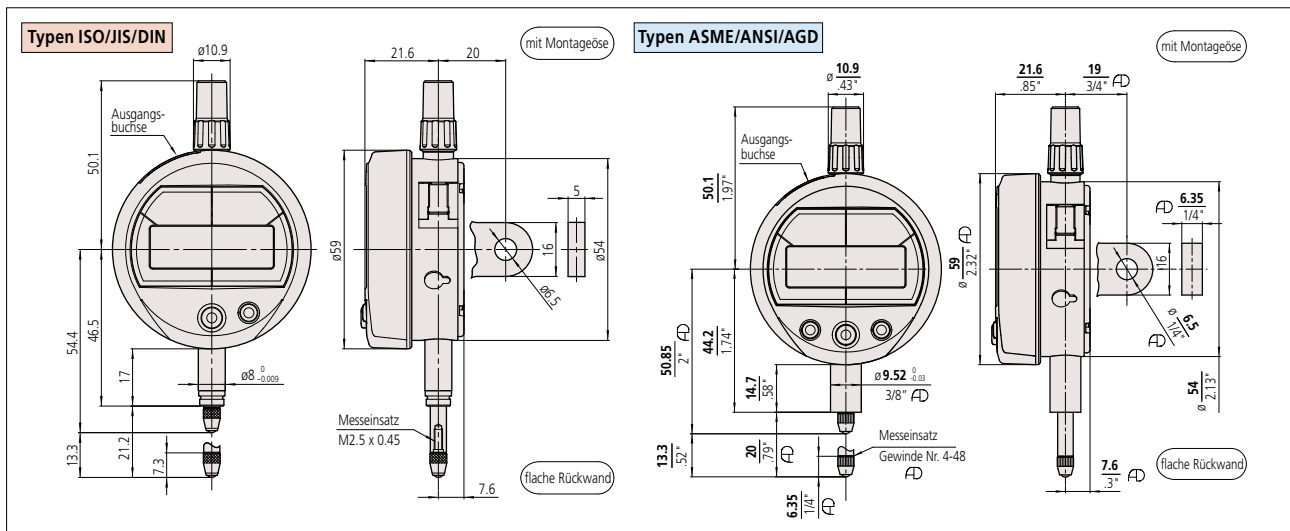 Typen ISO/JIS/DIN
mit Montageöse
ø10.9
21.6
20
Ausgangs-
buchse
50.1
5
ø59
16
ø54
ø6.5
54.4
46.5
17
ø8 0 -0.009
Messeinsatz
M2.5 x 0.45
13.3
21.2
7.3
7.6
flache Rückwand
Typen ASME/ANSI/AGD
mit Montageöse
ø 10.9
.43"
21.6
.85"
19
3/4"
Ausgangs-
buchse
50.1
1.97"
6.35
1/4"
ø 59
2.32"
16
ø 6.5
1/4"
50.85
2"
44.2
1.74"
14.7
.58"
ø 9.52 0 -0.03
3/8"
ø 54
2.13"
Messeinsatz
Gewinde Nr. 4-48
13.3
.52"
20
.79"
6.35
1/4"
7.6
.3"
flache Rückwand